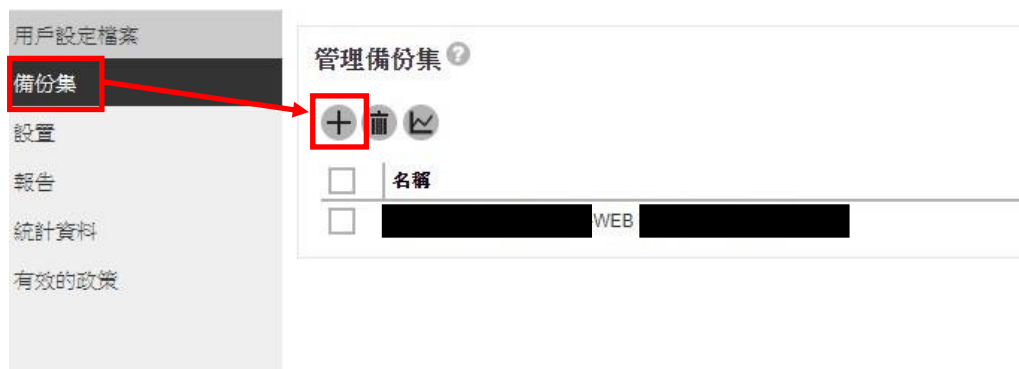 用戶設定檔案
備份集
設置
報告
統計資料
有效的政策
管理備份集
名稱
-WEB